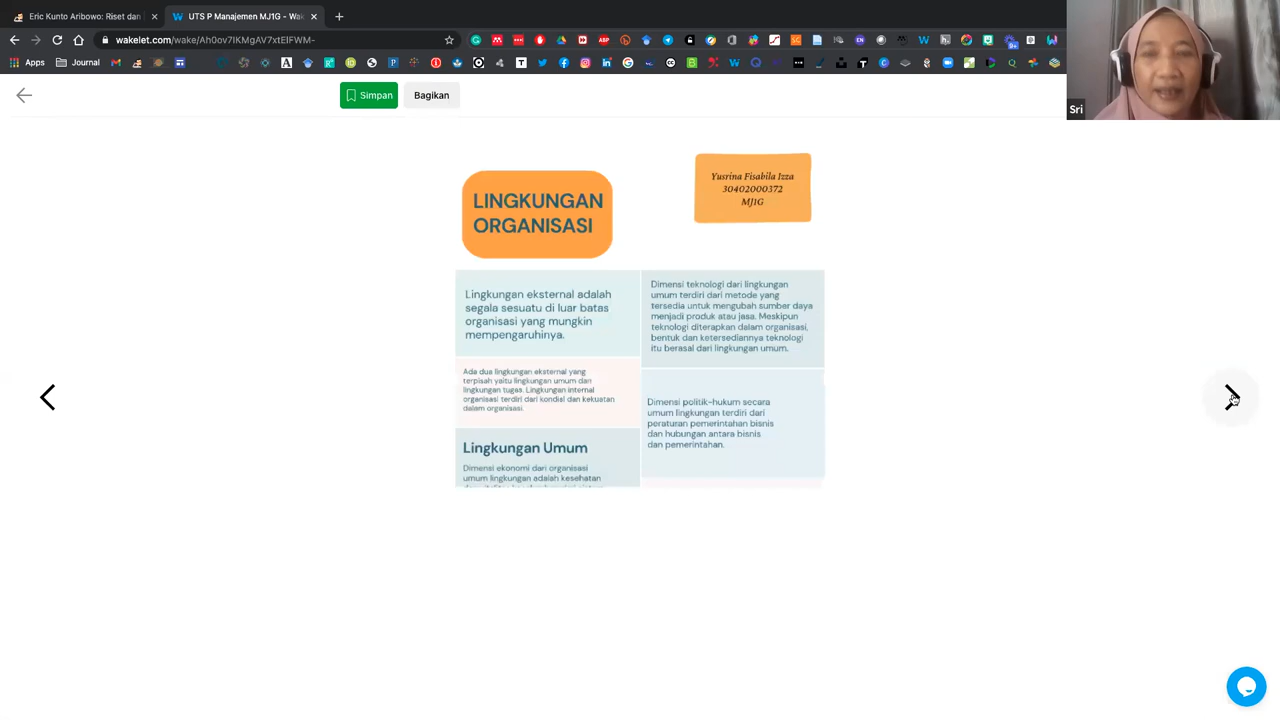 Eric Kunto Aribowo: Riset dan
UTS P Manajemen MJ1G - Wak
wakelet.com/wake/Ah0ov7IKMgAV7xtElFWM-
Apps
Journal
Simpan
Bagikan
Sri
LINGKUNGAN
ORGANISASI
Yusrina Fisabila Izza
30402000372
MJ1G
Lingkungan eksternal adalah
segala sesuatu di luar batas
organisasi yang mungkin
mempengaruhinya.
Ada dua lingkungan eksternal yang
terpisah yaitu lingkungan umum dan
lingkungan tugas. Lingkungan internal
organisasi terdiri dari kondisi dan kekuatan
dalam organisasi.
Lingkungan Umum
Dimensi ekonomi dari organisasi
umum lingkungan adalah kesehatan
Dimensi teknologi dari lingkungan
umum terdiri dari metode yang
tersedia untuk mengubah sumber daya
menjadi produk atau jasa. Meskipun
teknologi diterapkan dalam organisasi,
bentuk dan ketersediannya teknologi
itu berasal dari lingkungan umum.
Dimensi politik-hukum secara
umum lingkungan terdiri dari
peraturan pemerintahan bisnis
dan hubungan antara bisnis
dan pemerintahan.